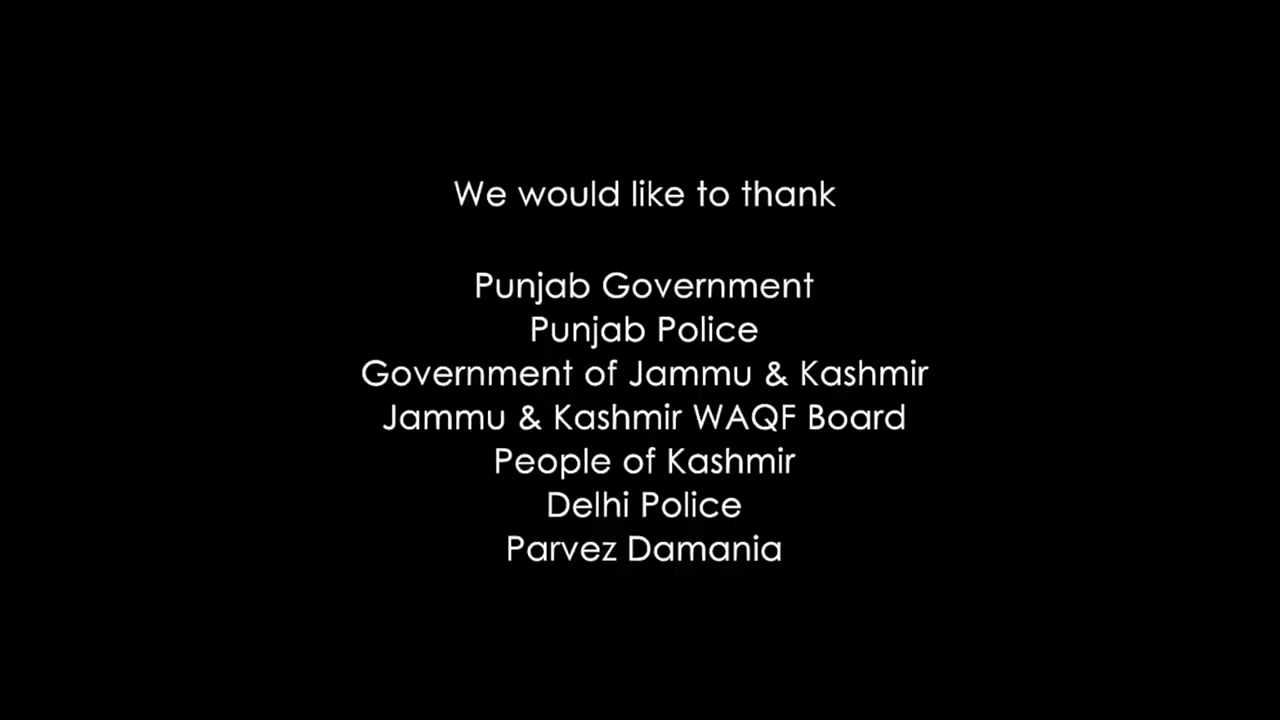 We would like to thank
Punjab Government
Punjab Police
Government of Jammu & Kashmir
Jammu & Kashmir WAQF Board
People of Kashmir
Delhi Police
Parvez Damania